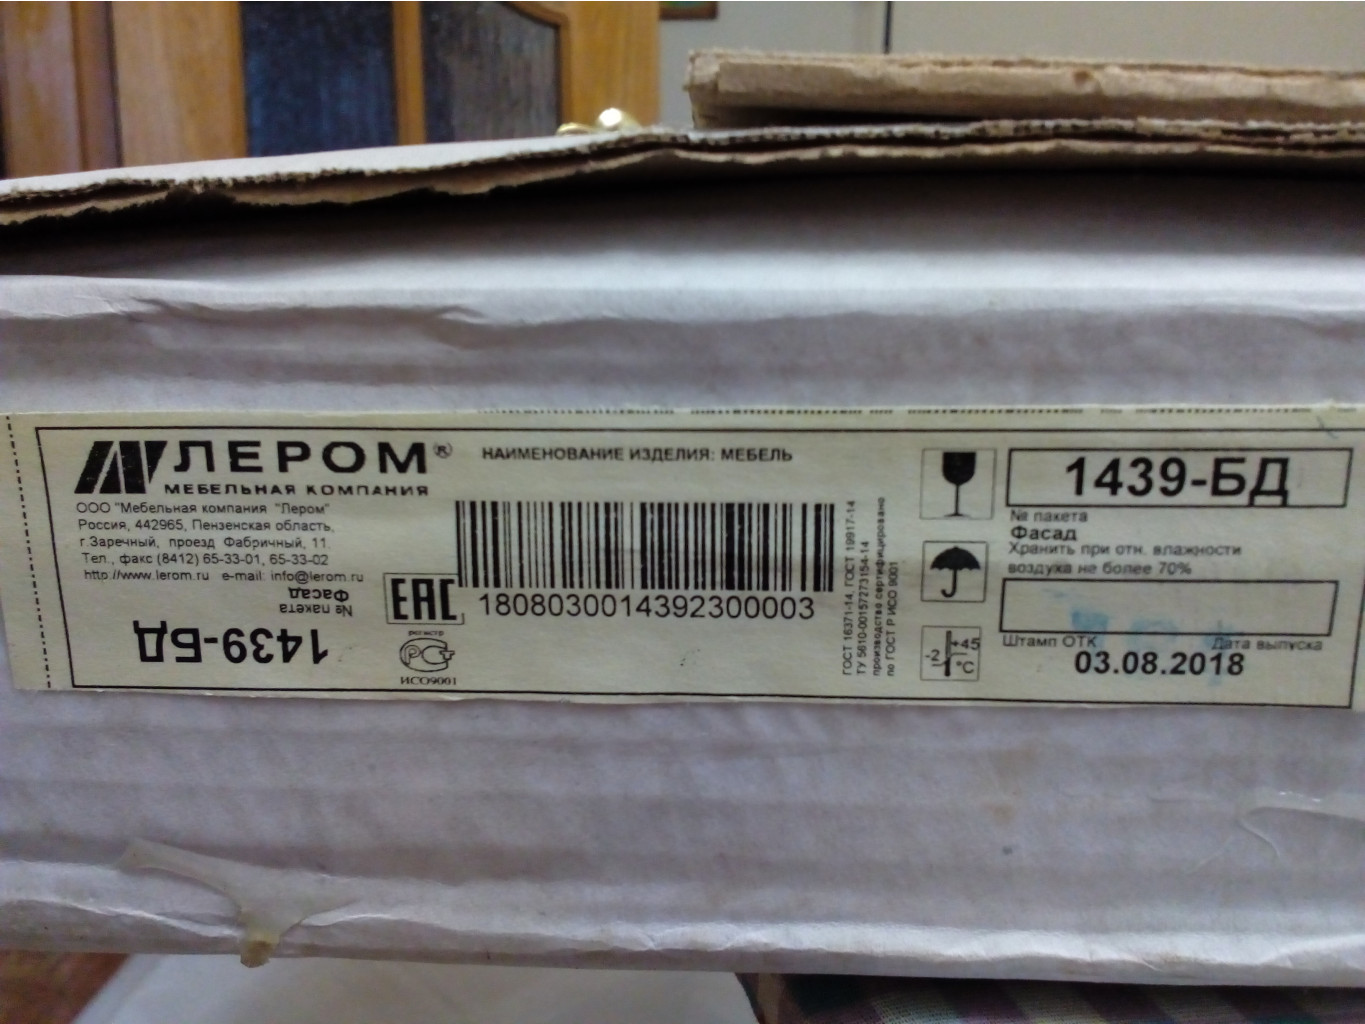 ЛЕРОМ®
МЕБЕЛЬНАЯ КОМПАНИЯ
ООО "Мебельная компания "Лером"
Россия, 442965, Пензенская область,
г.Заречный, проезд Фабричный, 11.
Тел., факс (8412) 65-33-01, 65-33-02
http://www.lerom.ru e-mail: info@lerom.ru
1439-БД
№ пакета
Фасад
ЕАС
регистр
РСТ
ИСО9001
НАИМЕНОВАНИЕ ИЗДЕЛИЯ: МЕБЕЛЬ
1808030014392300003
ГОСТ 16371-14, ГОСТ 19917-14
ТУ 5610-00157273154-14
производство сертифицировано
по ГОСТ Р ИСО 9001
+45
-2
°C
1439-БД
№ пакета
Фасад
Хранить при отн. влажности
воздуха не более 70%
Штамп ОТК Дата выпуска
03.08.2018